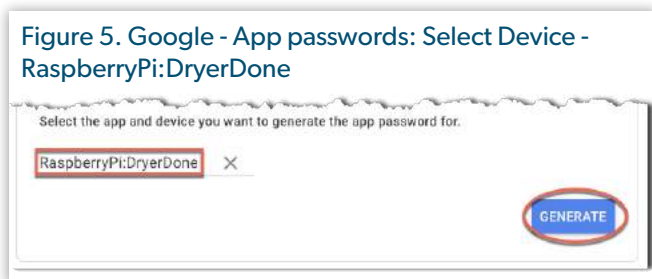 Figure 5. Google - App passwords: Select Device -
RaspberryPi:DryerDone
Select the app and device you want to generate the app password for.
RaspberryPi:DryerDone ×
GENERATE